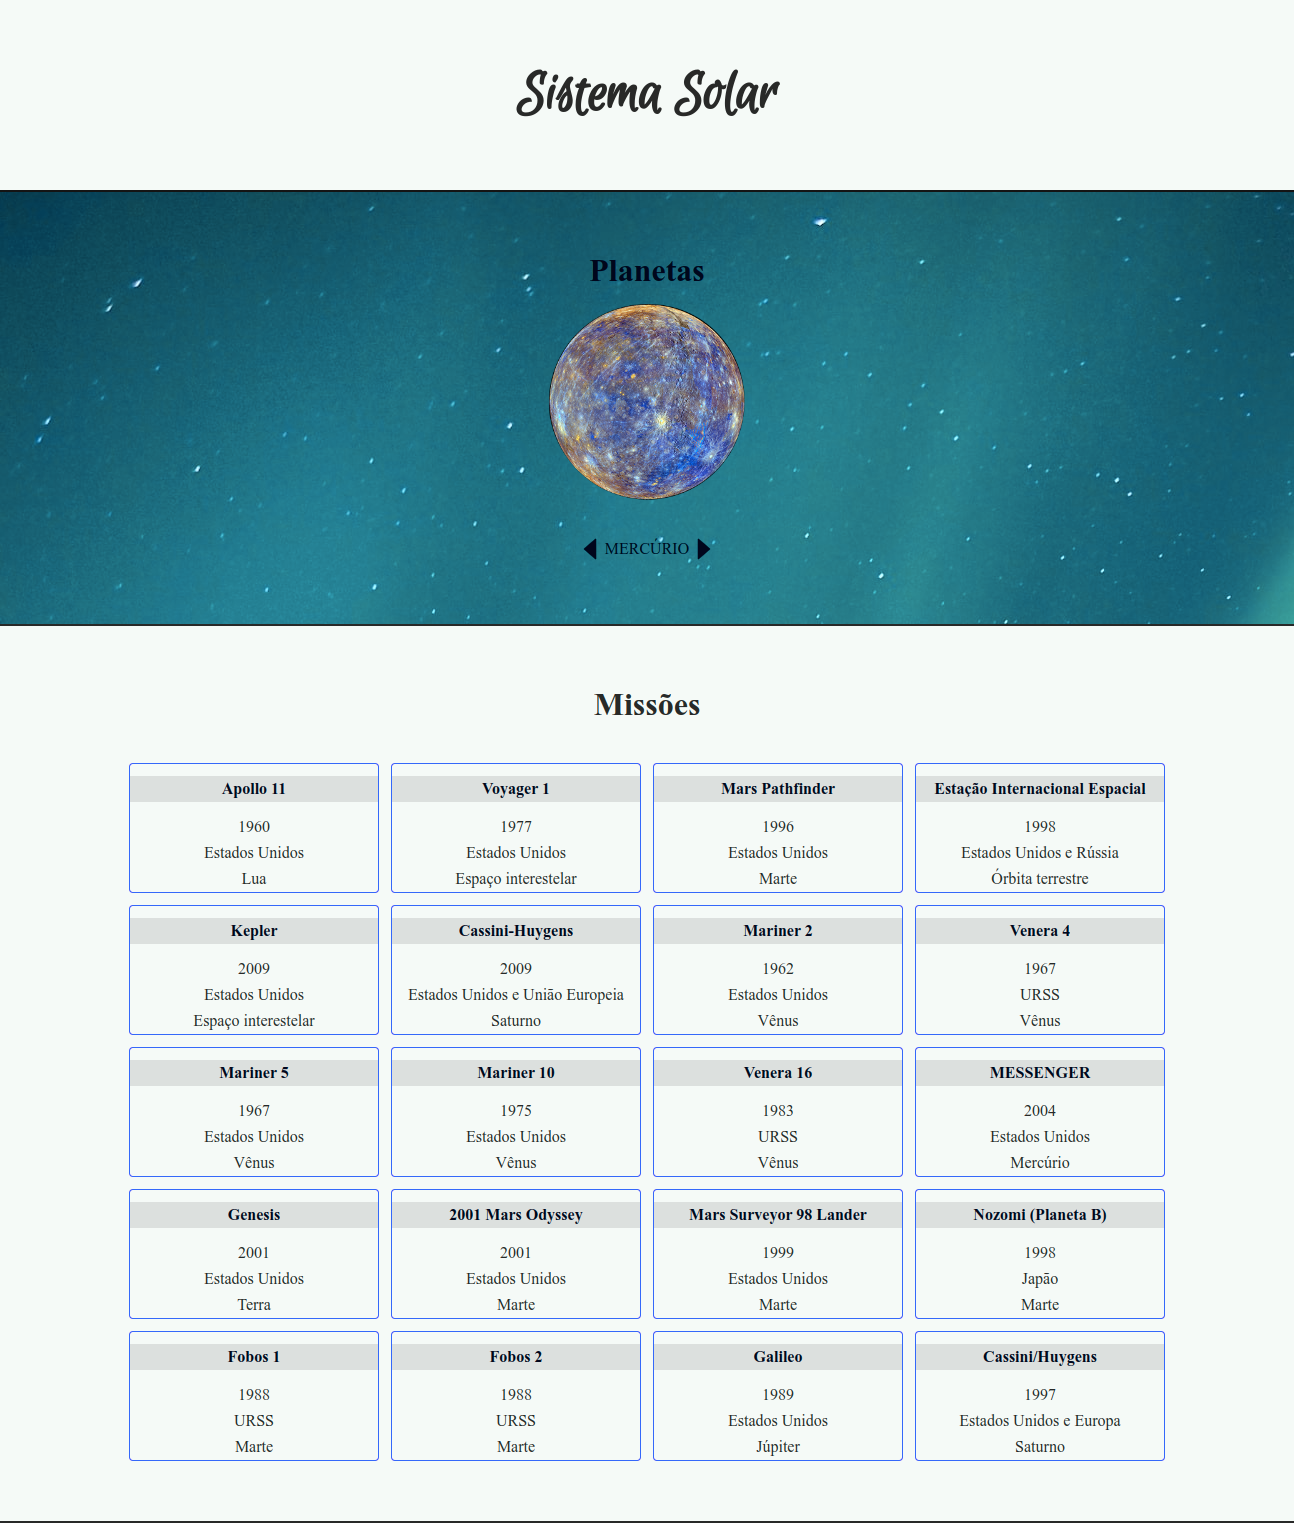 Sistema Solar
Planetas
MERCÚRIO
Missões
Apollo 11
1960
Estados Unidos
Lua
Voyager 1
1977
Estados Unidos
Espaço interestelar
Mars Pathfinder
1996
Estados Unidos
Marte
Estação Internacional Espacial
1998
Estados Unidos e Rússia
Órbita terrestre
Kepler
2009
Estados Unidos
Espaço interestelar
Cassini-Huygens
2009
Estados Unidos e União Europeia
Saturno
Mariner 2
1962
Estados Unidos
Vênus
Venera 4
1967
URSS
Vênus
Mariner 5
1967
Estados Unidos
Vênus
Mariner 10
1975
Estados Unidos
Vênus
Venera 16
1983
URSS
Vênus
MESSENGER
2004
Estados Unidos
Mercúrio
Genesis
2001
Estados Unidos
Terra
2001 Mars Odyssey
2001
Estados Unidos
Marte
Mars Surveyor 98 Lander
1999
Estados Unidos
Marte
Nozomi (Planeta B)
1998
Japão
Marte
Fobos 1
1988
URSS
Marte
Fobos 2
1988
URSS
Marte
Galileo
1989
Estados Unidos
Júpiter
Cassini/Huygens
1997
Estados Unidos e Europa
Saturno